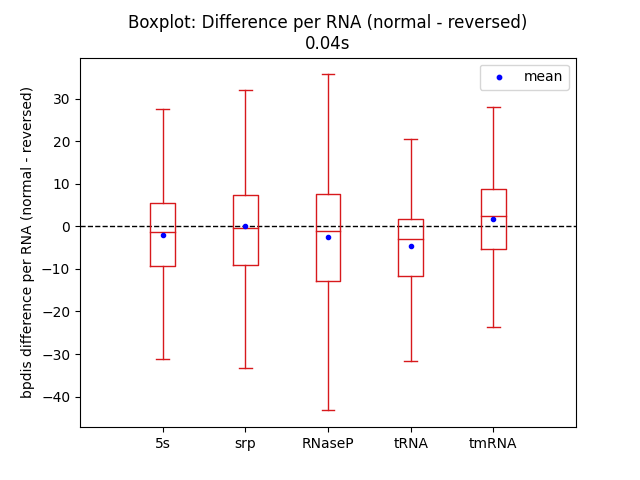 Boxplot: Difference per RNA (normal - reversed)
0.04s
mean
bpdis difference per RNA (normal - reversed)
30
20
10
0
−10
−20
−30
−40
5s
srp
RNaseP
tRNA
tmRNA